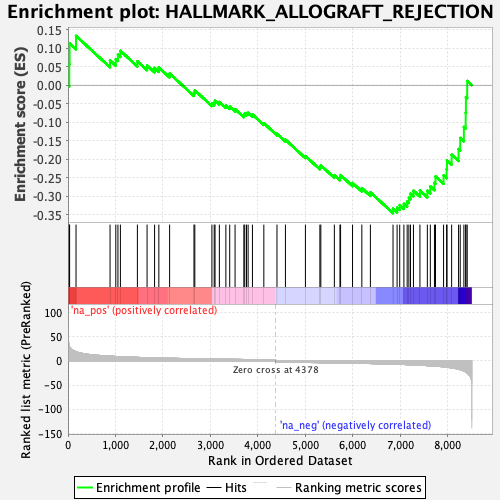 Enrichment plot: HALLMARK_ALLOGRAFT_REJECTION
Enrichment score (ES)
0.15
0.10
0.05
0.00
-0.05
-0.10
-0.15
-0.20
-0.25
-0.30
-0.35
'na_pos' (positively correlated)
Ranked list metric (PreRanked)
100
50
0
-50
-100
-150
Zero cross at 4378
'na_neg' (negatively correlated)
0
1,000
2,000
3,000
4,000
5,000
6,000
7,000
8,000
Rank in Ordered Dataset
Enrichment profile
Hits
Ranking metric scores